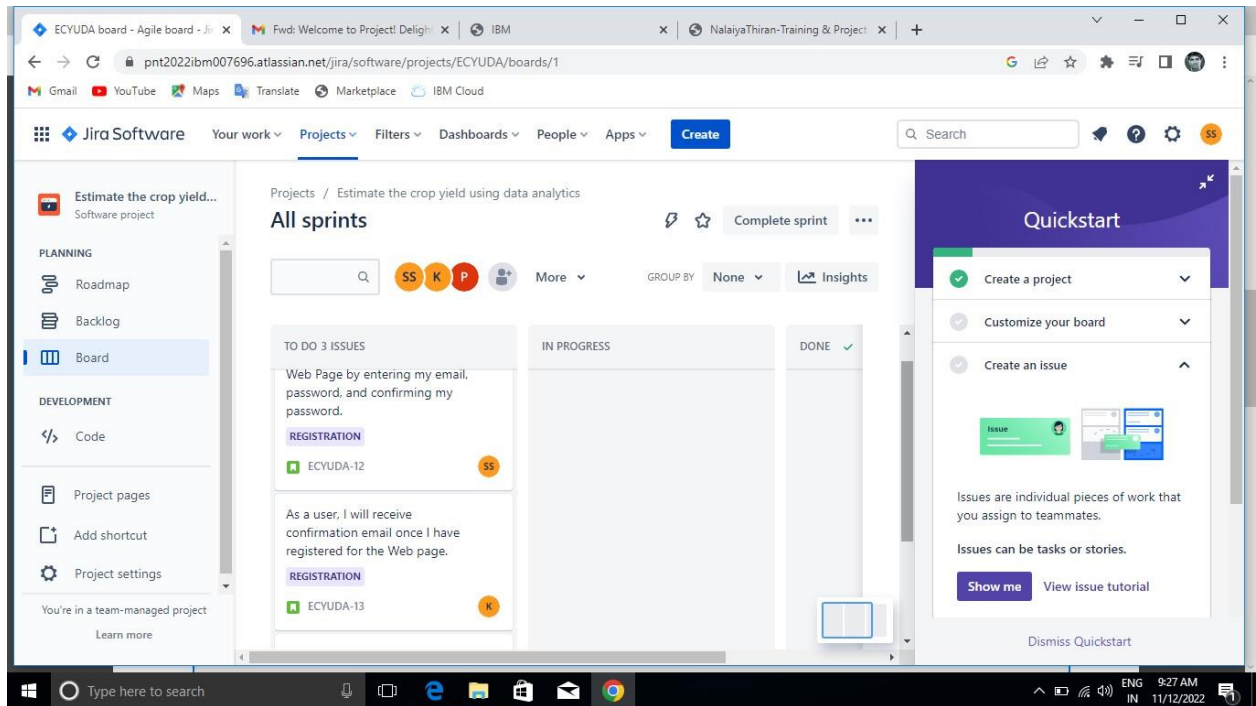 ECYUDA board - Agile board - Ji
Fwd: Welcome to Project! Deligh
IBM
NalaiyaThiran-Training & Project
pnt2022ibm007696.atlassian.net/jira/software/projects/ECYUDA/boards/1
Gmail YouTube Maps Translate Marketplace IBM Cloud
Jira Software Your work Projects Filters Dashboards People Apps Create Search SS
Estimate the crop yield...
Software project
PLANNING
Roadmap
Backlog
Board
DEVELOPMENT
Code
Project pages
Add shortcut
Project settings
You're in a team-managed project
Learn more
Projects / Estimate the crop yield using data analytics
All sprints
Complete sprint
SS K P More GROUP BY None Insights
TO DO 3 ISSUES
Web Page by entering my email,
password, and confirming my
password.
REGISTRATION
ECYUDA-12 SS
As a user, I will receive
confirmation email once I have
registered for the Web page.
REGISTRATION
ECYUDA-13 K
IN PROGRESS
DONE
Quickstart
Create a project
Customize your board
Create an issue
Issue
Issues are individual pieces of work that
you assign to teammates.
Issues can be tasks or stories.
Show me View issue tutorial
Dismiss Quickstart
Type here to search
ENG
IN
9:27 AM
11/12/2022
1